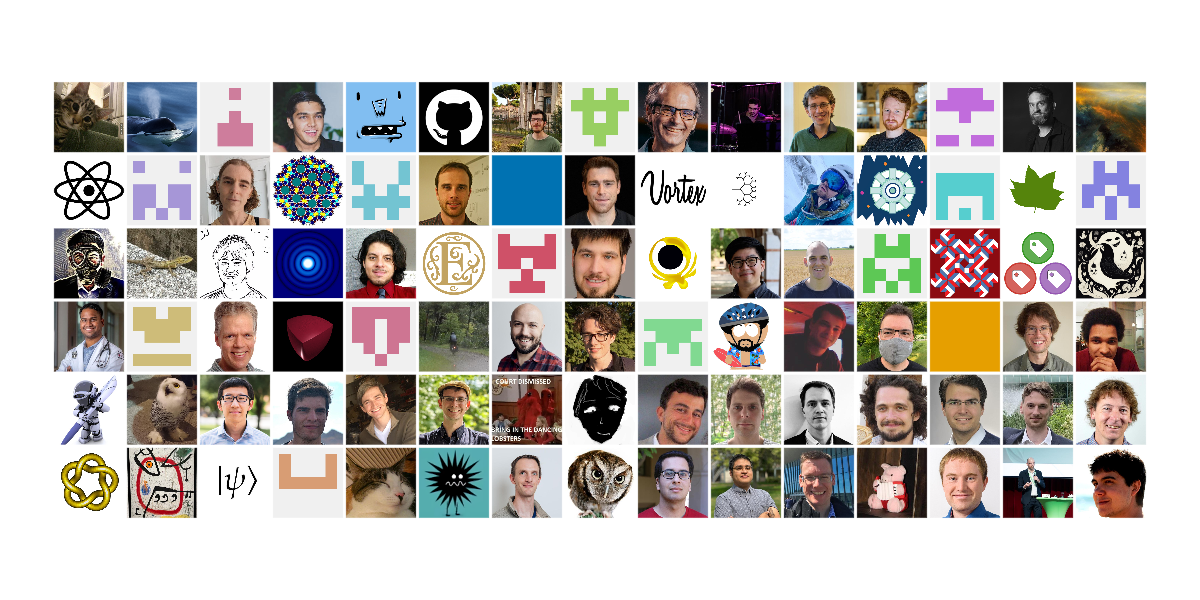 Vortex
E
COURT DISMISSED
BRING IN THE DANCING
LOBSTERS
|ψ⟩